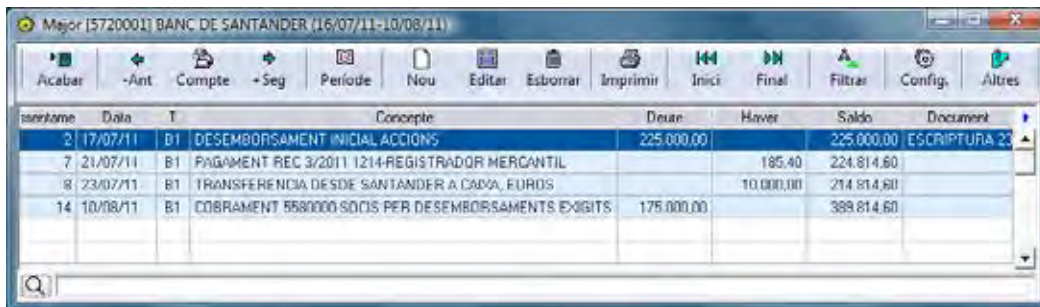 Major [5720001] BANC DE SANTANDER (16/07/11-10/08/11)
Acabar -Ant Compte +Seg Període Nou Editar Esborrar Imprimir Inici Final Filtrar Config. Altres
Data T Concepte Deure Haver Saldo Document
2 17/07/11 B1 DESEMBORSAMENT INICIAL ACCIONS 225.000,00 225.000,00 ESCRIPTURA 23
7 21/07/11 B1 PAGAMENT REC 3/2011 1214-REGISTRADOR MERCANTIL 185,40 224.814,60
8 23/07/11 B1 TRANSFERENCIA DESDE SANTANDER A CAIXA, EUROS 10.000,00 214.814,60
14 10/08/11 B1 COBRAMENT 5580000-SOCIS PER DESEMBORSAMENTS EXIGITS 175.000,00 389.814,60